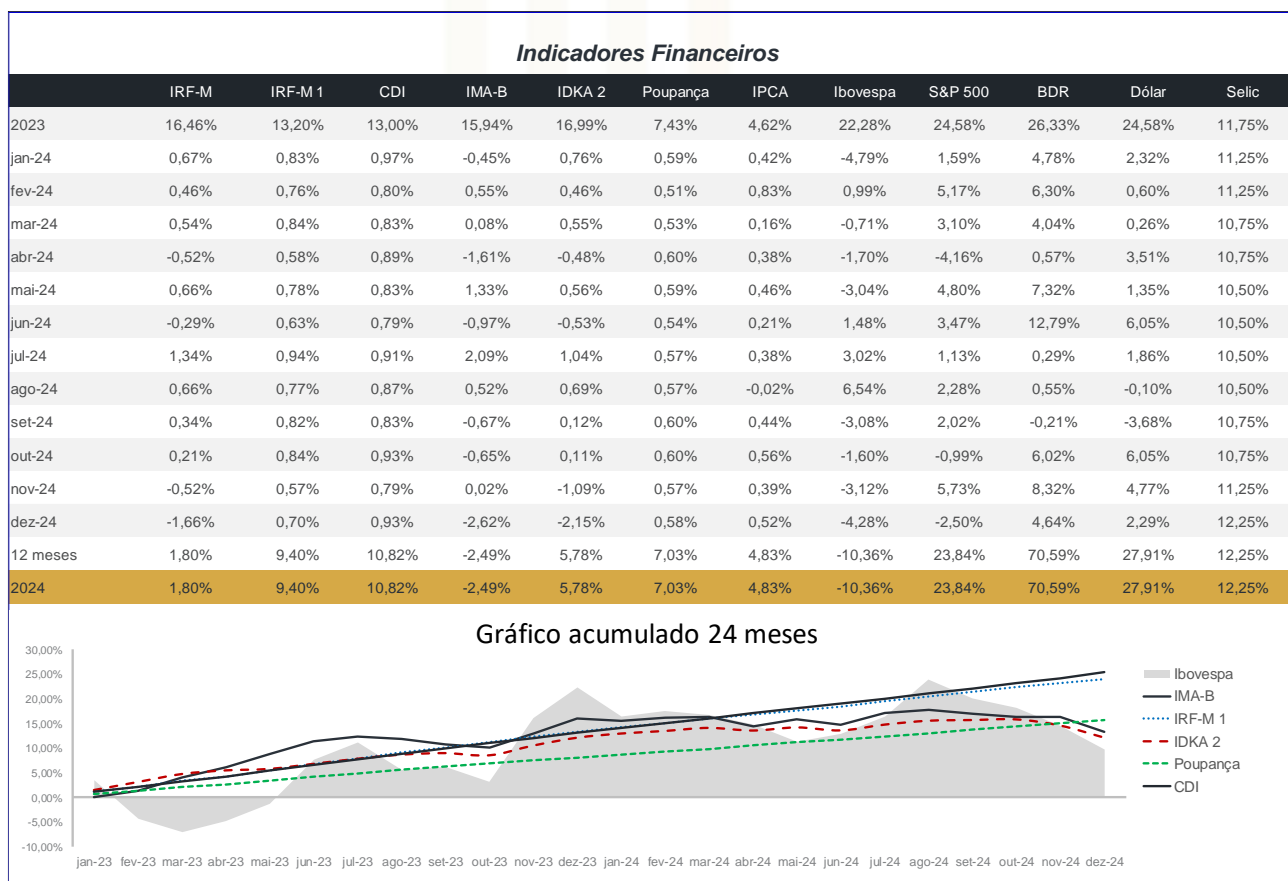 Indicadores Financeiros
IRF-M IRF-M 1 CDI IMA-B IDKA 2 Poupança IPCA Ibovespa S&P 500 BDR Dólar Selic
2023 16,46% 13,20% 13,00% 15,94% 16,99% 7,43% 4,62% 22,28% 24,58% 26,33% 24,58% 11,75%
jan-24 0,67% 0,83% 0,97% -0,45% 0,76% 0,59% 0,42% -4,79% 1,59% 4,78% 2,32% 11,25%
fev-24 0,46% 0,76% 0,80% 0,55% 0,46% 0,51% 0,83% 0,99% 5,17% 6,30% 0,60% 11,25%
mar-24 0,54% 0,84% 0,83% 0,08% 0,55% 0,53% 0,16% -0,71% 3,10% 4,04% 0,26% 10,75%
abr-24 -0,52% 0,58% 0,89% -1,61% -0,48% 0,60% 0,38% -1,70% -4,16% 0,57% 3,51% 10,75%
mai-24 0,66% 0,78% 0,83% 1,33% 0,56% 0,59% 0,46% -3,04% 4,80% 7,32% 1,35% 10,50%
jun-24 -0,29% 0,63% 0,79% -0,97% -0,53% 0,54% 0,21% 1,48% 3,47% 12,79% 6,05% 10,50%
jul-24 1,34% 0,94% 0,91% 2,09% 1,04% 0,57% 0,38% 3,02% 1,13% 0,29% 1,86% 10,50%
ago-24 0,66% 0,77% 0,87% 0,52% 0,69% 0,57% -0,02% 6,54% 2,28% 0,55% -0,10% 10,50%
set-24 0,34% 0,82% 0,83% -0,67% 0,12% 0,60% 0,44% -3,08% 2,02% -0,21% -3,68% 10,75%
out-24 0,21% 0,84% 0,93% -0,65% 0,11% 0,60% 0,56% -1,60% -0,99% 6,02% 6,05% 10,75%
nov-24 -0,52% 0,57% 0,79% 0,02% -1,09% 0,57% 0,39% -3,12% 5,73% 8,32% 4,77% 11,25%
dez-24 -1,66% 0,70% 0,93% -2,62% -2,15% 0,58% 0,52% -4,28% -2,50% 4,64% 2,29% 12,25%
12 meses 1,80% 9,40% 10,82% -2,49% 5,78% 7,03% 4,83% -10,36% 23,84% 70,59% 27,91% 12,25%
2024 1,80% 9,40% 10,82% -2,49% 5,78% 7,03% 4,83% -10,36% 23,84% 70,59% 27,91% 12,25%
Gráfico acumulado 24 meses
30,00%
25,00%
20,00%
15,00%
10,00%
5,00%
0,00%
-5,00%
-10,00%
jan-23 fev-23 mar-23 abr-23 mai-23 jun-23 jul-23 ago-23 set-23 out-23 nov-23 dez-23 jan-24 fev-24 mar-24 abr-24 mai-24 jun-24 jul-24 ago-24 set-24 out-24 nov-24 dez-24
Ibovespa
IMA-B
IRF-M 1
IDKA 2
Poupança
CDI